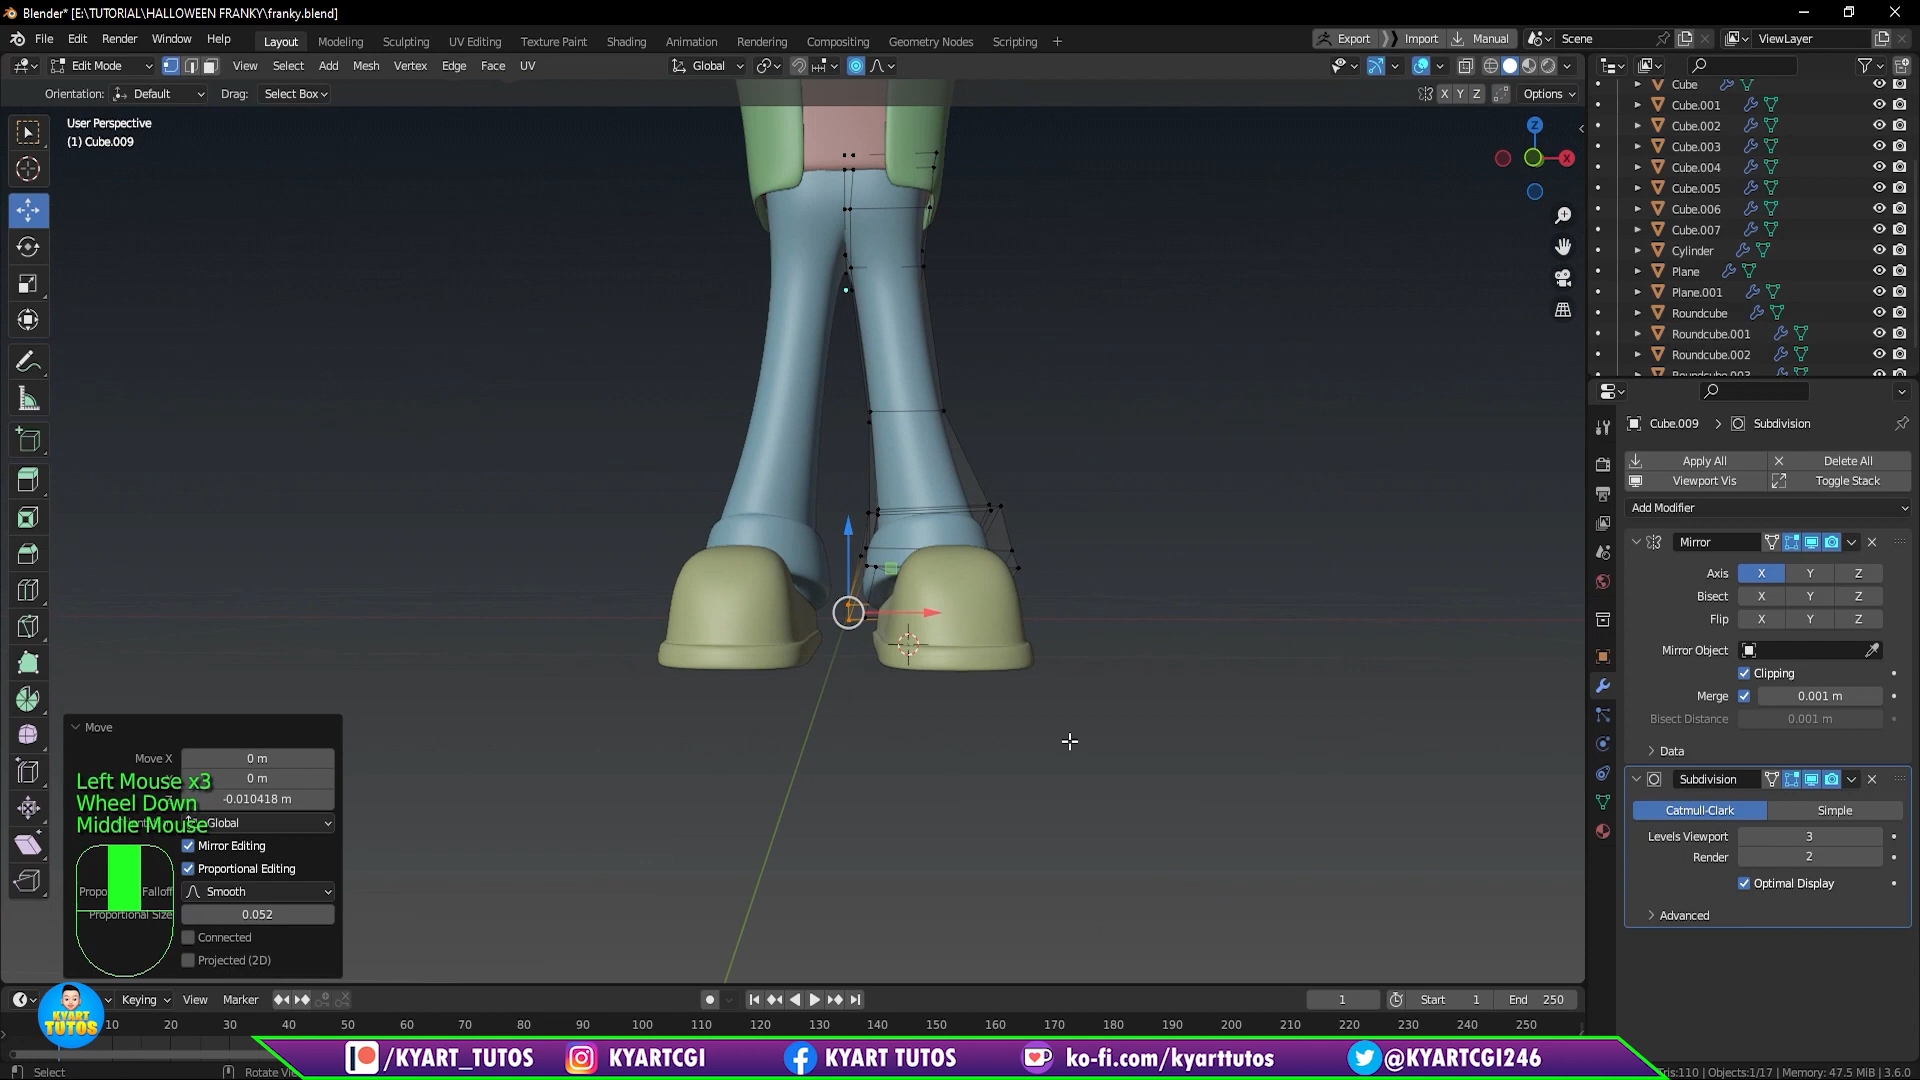 Blender* [E:\TUTORIAL\HALLOWEEN FRANKY\franky.blend]
File Edit Render Window Help Layout Modeling Sculpting UV Editing Texture Paint Shading Animation Rendering Compositing Geometry Nodes Scripting + Export Import Manual Scene ViewLayer
Edit Mode View Select Add Mesh Vertex Edge Face UV Global
Orientation: Default Drag: Select Box X Y Z Options
User Perspective
(1) Cube.009
Z
X
Cube
Cube.001
Cube.002
Cube.003
Cube.004
Cube.005
Cube.006
Cube.007
Cylinder
Plane
Plane.001
Roundcube
Roundcube.001
Roundcube.002
Roundcube.003
Cube.009 > Subdivision
Apply All Delete All
Viewport Vis Toggle Stack
Add Modifier
Mirror
Axis X Y Z
Bisect X Y Z
Flip X Y Z
Mirror Object
Clipping
Merge 0.001 m
Bisect Distance 0.001 m
Data
Subdivision
Catmull-Clark Simple
Levels Viewport 3
Render 2
Optimal Display
Advanced
Move
Move X 0 m
0 m
-0.010418 m
Global
Mirror Editing
Proportional Editing
Falloff Smooth
Proportional Size 0.052
Connected
Projected (2D)
Left Mouse x3
Wheel Down
Middle Mouse
Keying View Marker 1 Start 1 End 250
10 20 30 40 50 60 70 80 90 100 110 120 130 140 150 160 170 180 190 200 210 220 230 240 250
KYART TUTOS
/KYART_TUTOS KYARTCGI KYART TUTOS ko-fi.com/kyarttutos @KYARTCGI246
Select Rotate Vie Tris:110 | Objects:1/17 | Memory: 47.5 MiB | 3.6.0